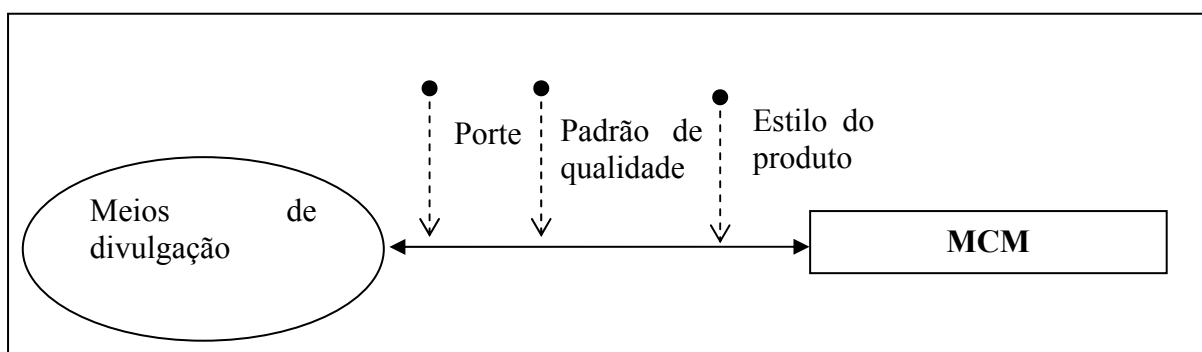 Porte
Padrão de
qualidade
Estilo do
produto
Meios de
divulgação
MCM